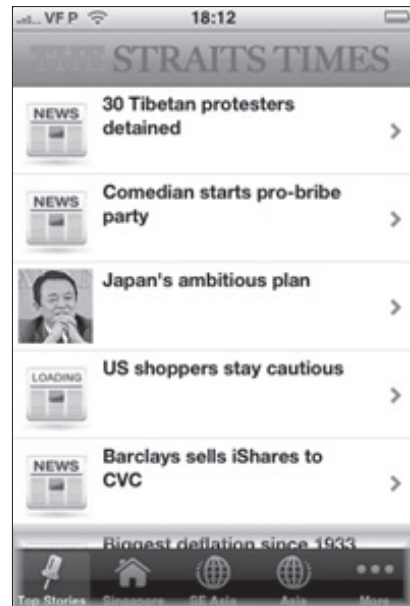 VF P 18:12
THE STRAITS TIMES
NEWS
30 Tibetan protesters
detained
NEWS
Comedian starts pro-bribe
party
Japan's ambitious plan
LOADING
US shoppers stay cautious
NEWS
Barclays sells iShares to
CVC
Biggest deflation since 1933
Top Stories Singapore SE Asia Asia More